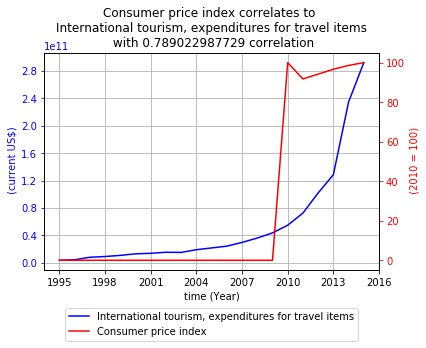 Consumer price index correlates to
International tourism, expenditures for travel items
with 0.789022987729 correlation
1e11
2.8
2.4
2.0
1.6
1.2
0.8
0.4
0.0
(current US$)
100
80
60
40
20
0
(2010 = 100)
1995 1998 2001 2004 2007 2010 2013 2016
time (Year)
International tourism, expenditures for travel items
Consumer price index